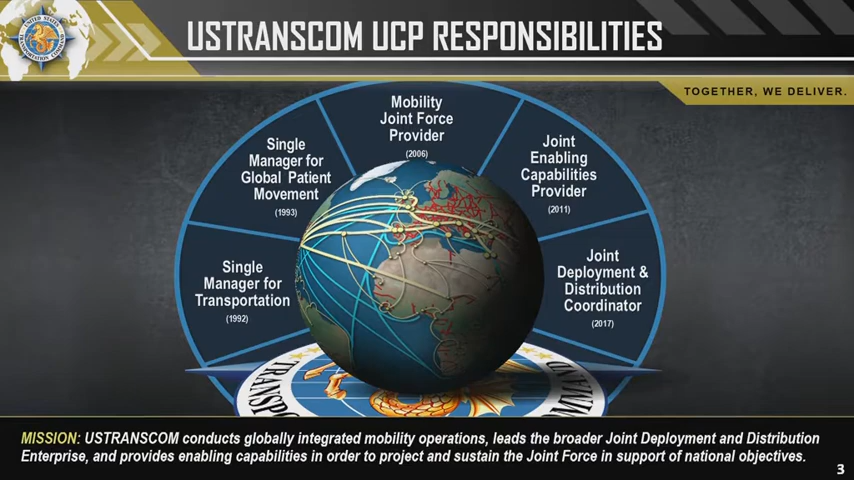 USTRANSCOM UCP RESPONSIBILITIES
TOGETHER, WE DELIVER.
Single
Manager for
Transportation
(1992)
Single
Manager for
Global Patient
Movement
(1993)
Mobility
Joint Force
Provider
(2006)
Joint
Enabling
Capabilities
Provider
(2011)
Joint
Deployment &
Distribution
Coordinator
(2017)
MISSION: USTRANSCOM conducts globally integrated mobility operations, leads the broader Joint Deployment and Distribution
Enterprise, and provides enabling capabilities in order to project and sustain the Joint Force in support of national objectives.
3